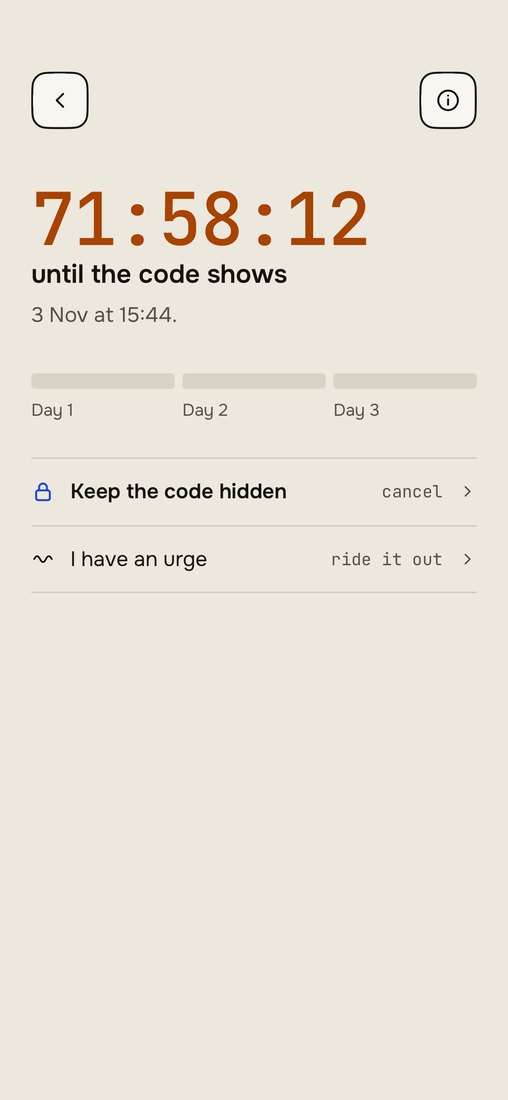 71:58:12
until the code shows
3 Nov at 15:44.
Day 1 Day 2 Day 3
Keep the code hidden cancel
I have an urge ride it out